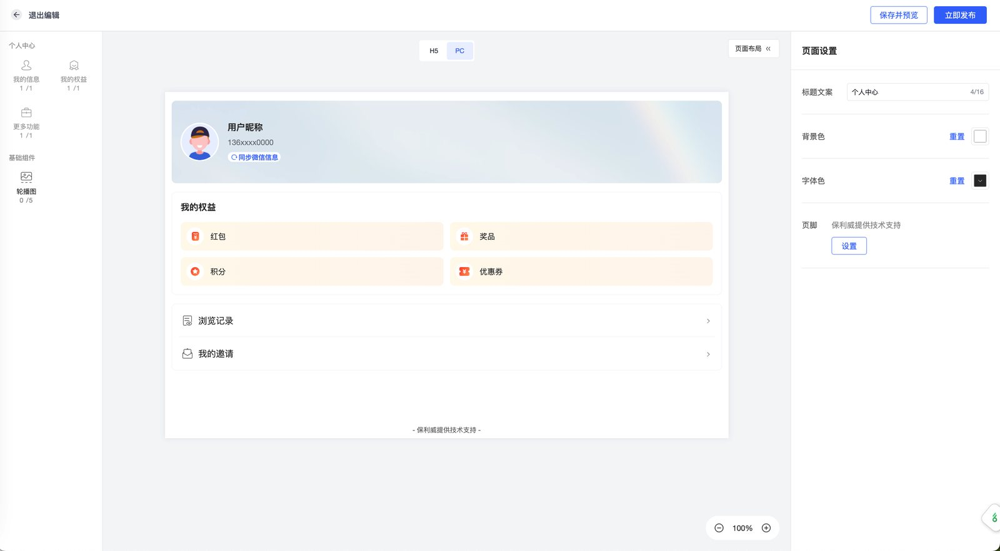 退出编辑
保存并预览
立即发布
个人中心
我的信息
1 /1
我的权益
1 /1
更多功能
1 /1
基础组件
轮播图
0 /5
H5
PC
页面布局
用户昵称
136xxxx0000
同步微信信息
我的权益
红包
奖品
积分
优惠券
浏览记录
我的邀请
- 保利威提供技术支持 -
100%
页面设置
标题文案
个人中心
4/16
背景色
重置
字体色
重置
页脚
保利威提供技术支持
设置